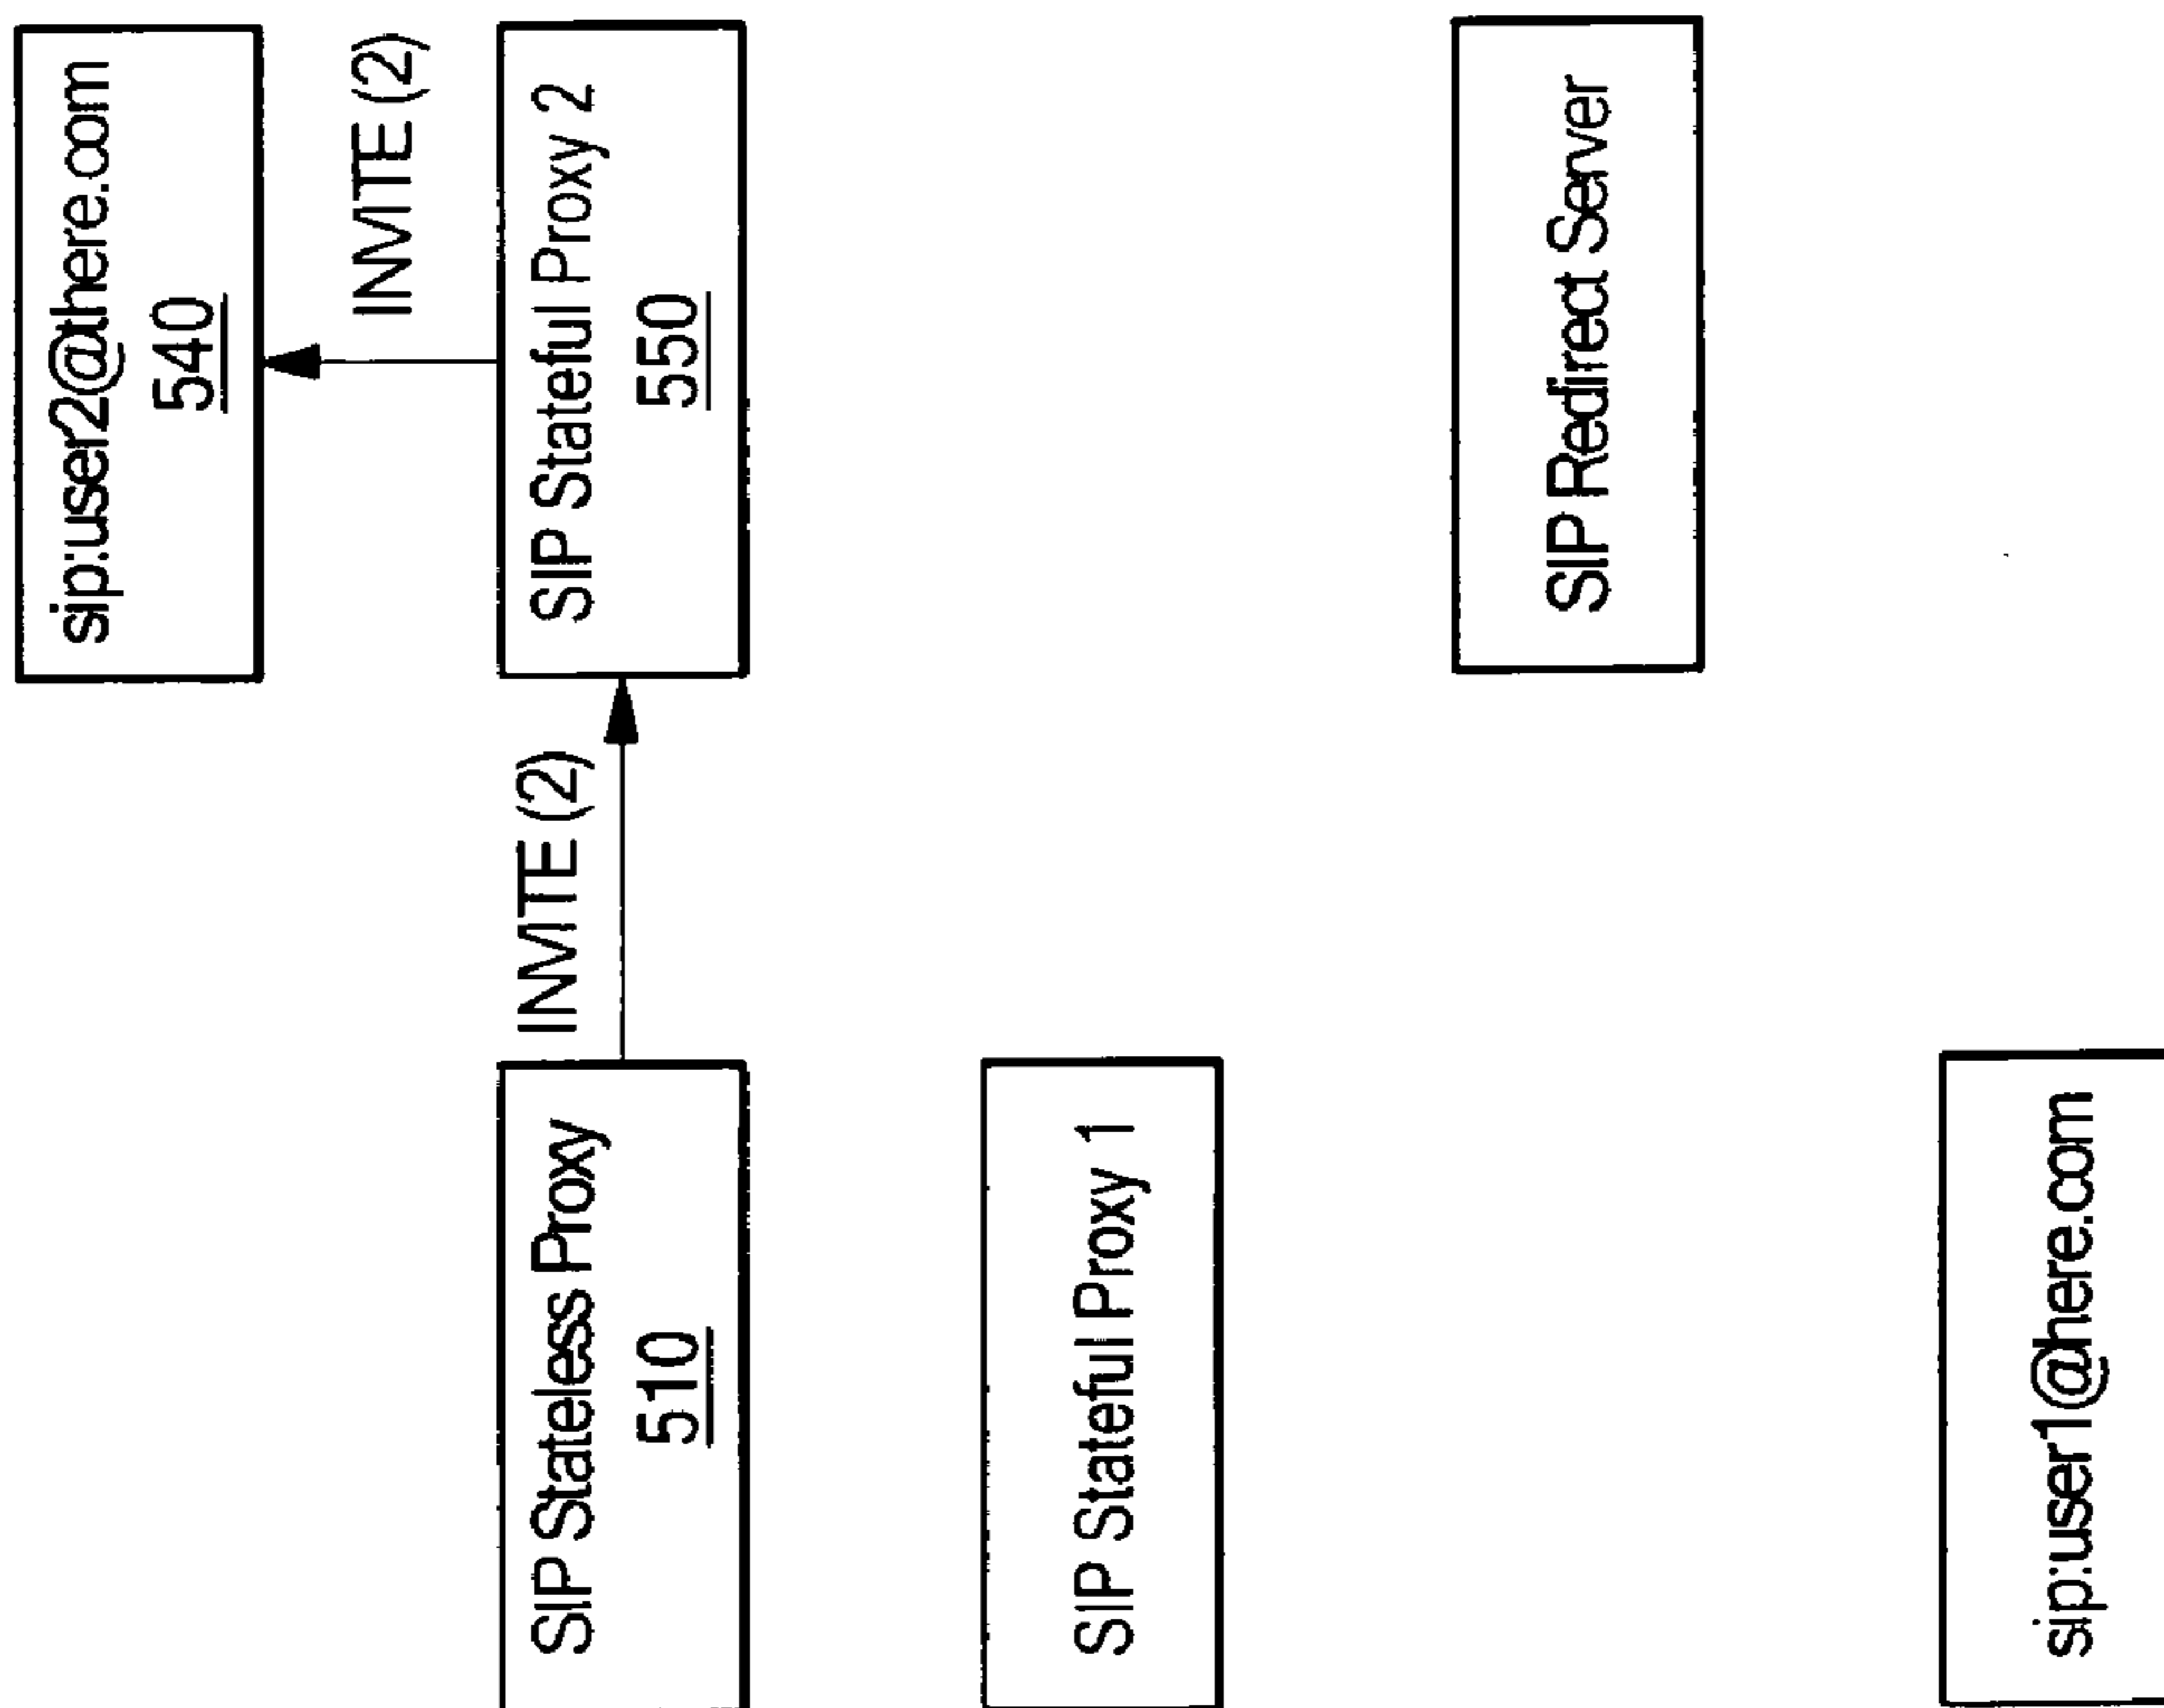 sip:user2@there.com
540
INVITE (2)
SIP Stateless Proxy
510
INVITE (2)
SIP Stateful Proxy 2
550
SIP Stateful Proxy 1
SIP Redirect Server
sip:user1@here.com